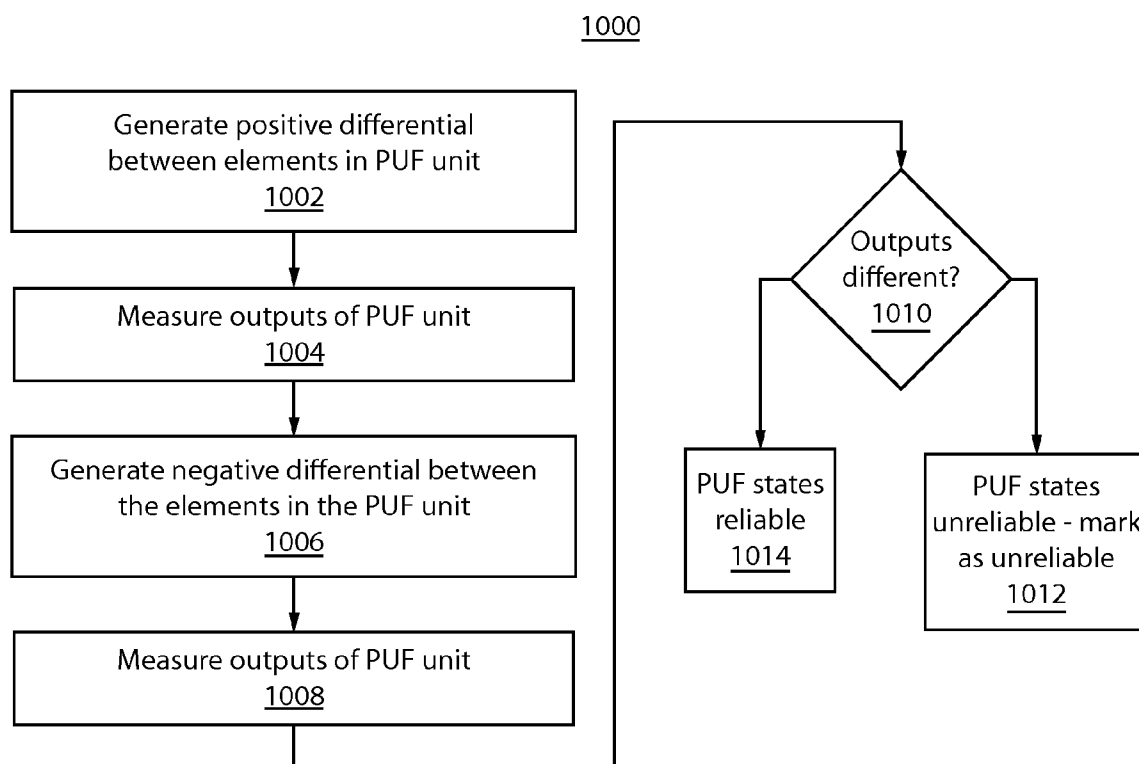 1000
Generate positive differential
between elements in PUF unit
1002
Measure outputs of PUF unit
1004
Generate negative differential between
the elements in the PUF unit
1006
Measure outputs of PUF unit
1008
Outputs
different?
1010
PUF states
reliable
1014
PUF states
unreliable - mark
as unreliable
1012